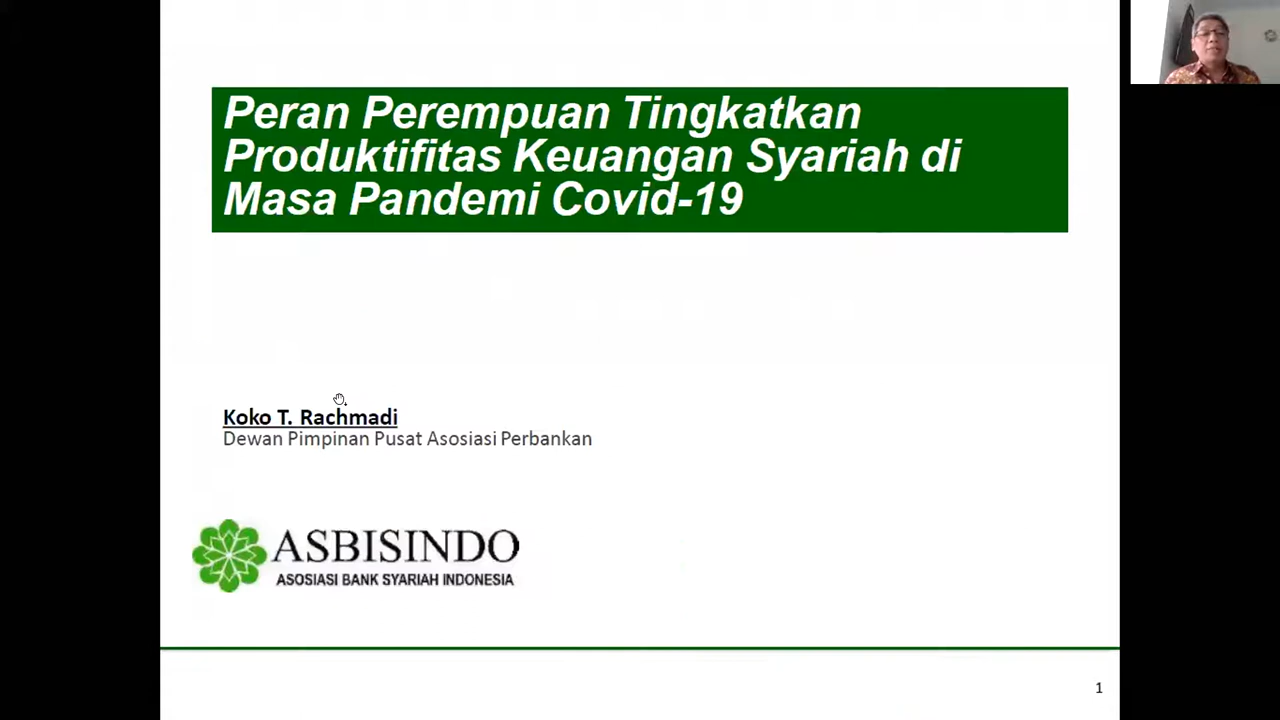 Peran Perempuan Tingkatkan
Produktifitas Keuangan Syariah di
Masa Pandemi Covid-19
Koko T. Rachmadi
Dewan Pimpinan Pusat Asosiasi Perbankan
ASBISINDO
ASOSIASI BANK SYARIAH INDONESIA
1